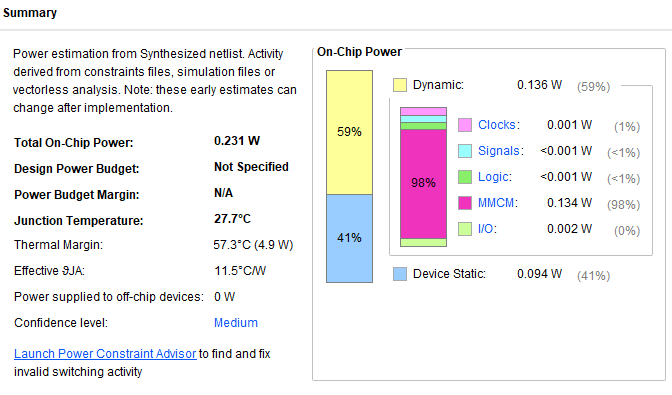 Summary
Power estimation from Synthesized netlist. Activity
derived from constraints files, simulation files or
vectorless analysis. Note: these early estimates can
change after implementation.
Total On-Chip Power: 0.231 W
Design Power Budget: Not Specified
Power Budget Margin: N/A
Junction Temperature: 27.7°C
Thermal Margin: 57.3°C (4.9 W)
Effective ϑJA: 11.5°C/W
Power supplied to off-chip devices: 0 W
Confidence level: Medium
Launch Power Constraint Advisor to find and fix
invalid switching activity
On-Chip Power
59%
41%
Dynamic: 0.136 W (59%)
98%
Clocks: 0.001 W (1%)
Signals: <0.001 W (<1%)
Logic: <0.001 W (<1%)
MMCM: 0.134 W (98%)
I/O: 0.002 W (0%)
Device Static: 0.094 W (41%)